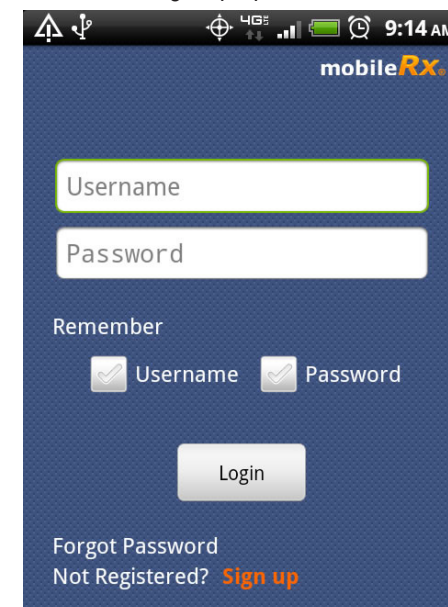 4G 9:14 AM
mobileRx®
Username
Password
Remember
Username Password
Login
Forgot Password
Not Registered? Sign up